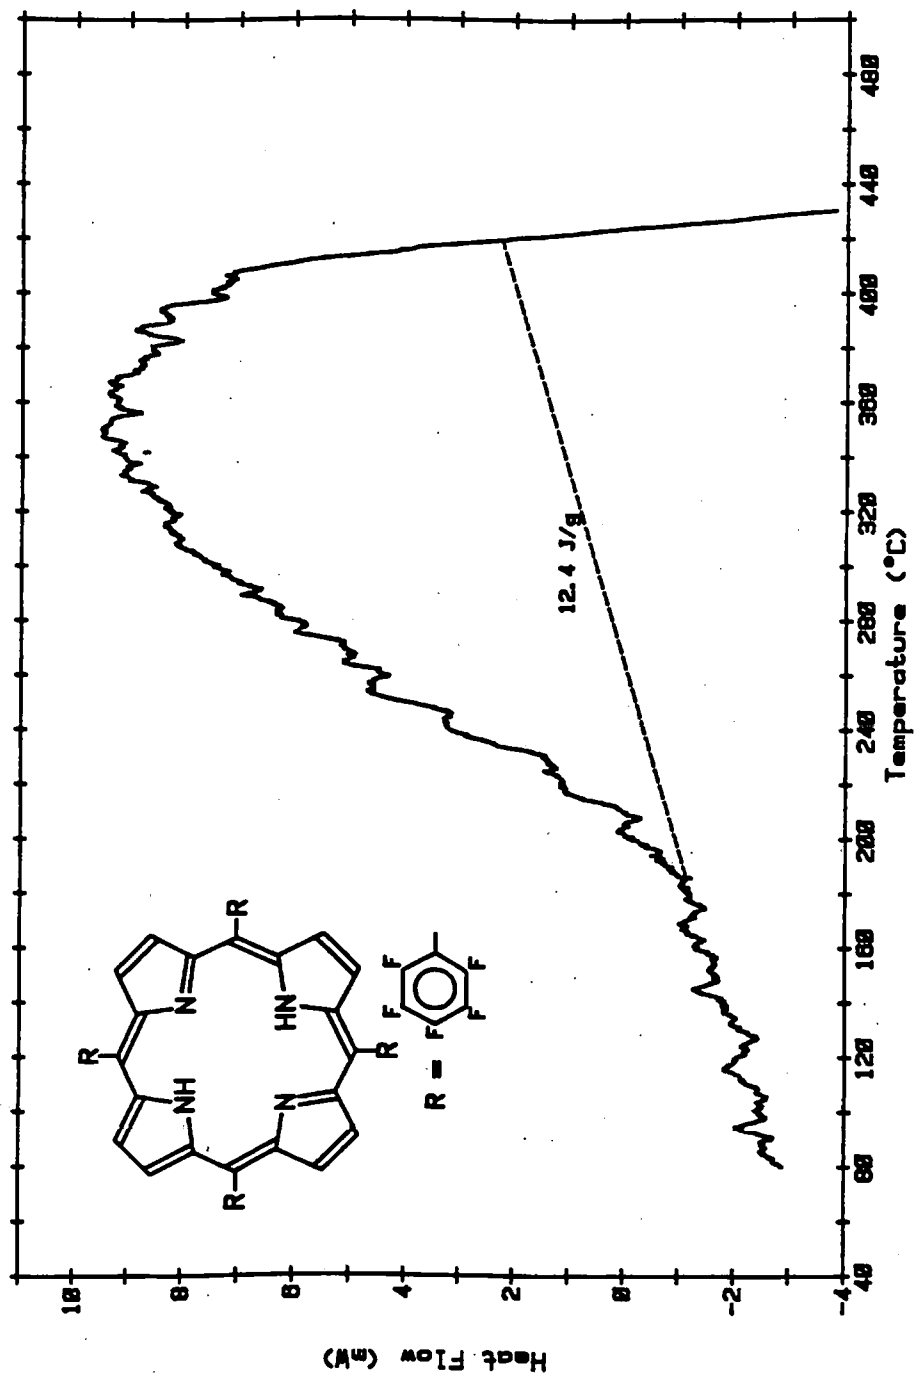 10
8
6
4
2
0
-2
-4
Heat Flow (mW)
40
80
120
160
200
240
280
320
360
400
440
480
Temperature (°C)
12.4 J/g
R
R
R
R
NH
N
N
HN
R =
F
F
F
F
F